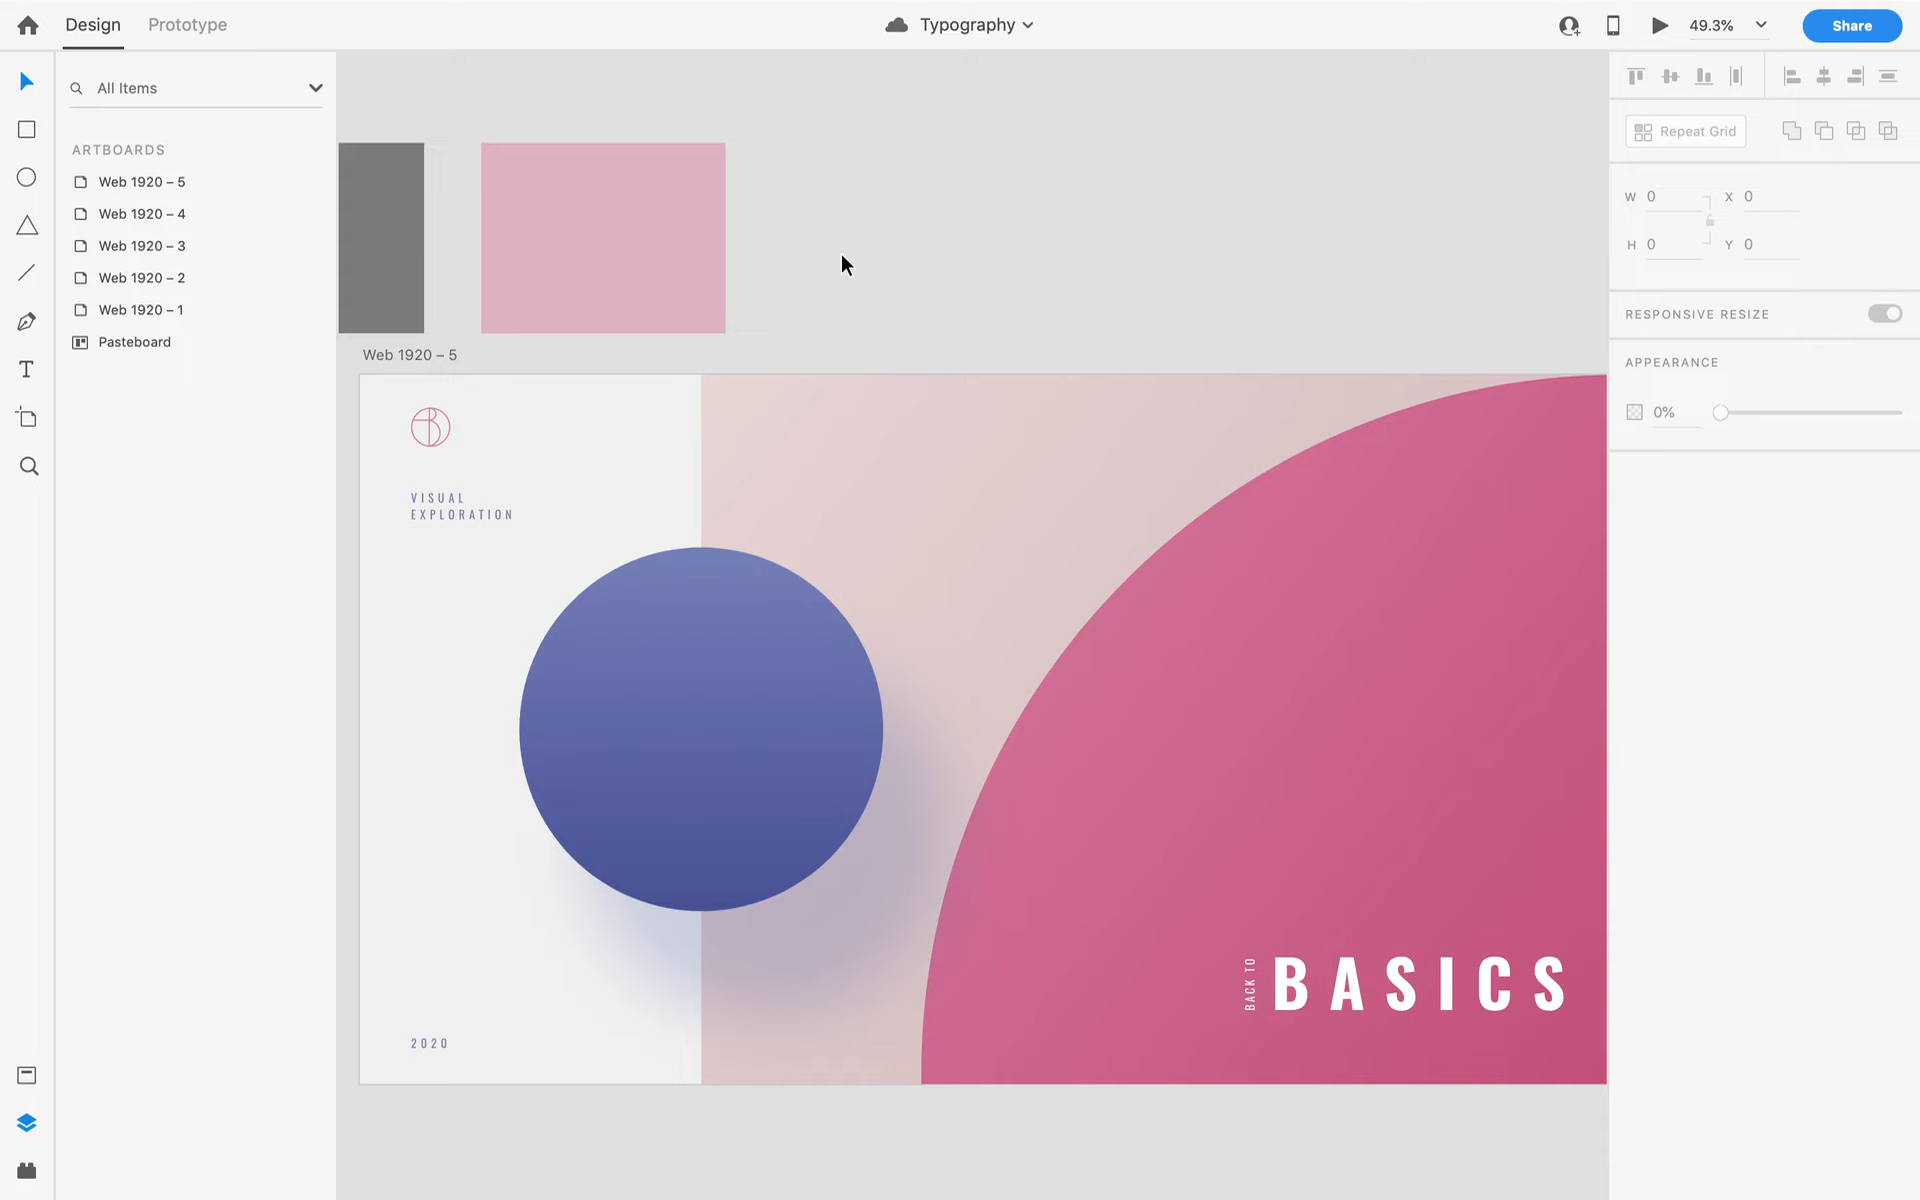 Design
Prototype
Typography
49.3%
Share
All Items
ARTBOARDS
Web 1920 – 5
Web 1920 – 4
Web 1920 – 3
Web 1920 – 2
Web 1920 – 1
Pasteboard
Web 1920 – 5
B
VISUAL
EXPLORATION
2020
BACK TO
BASICS
Repeat Grid
W 0 X 0
H 0 Y 0
RESPONSIVE RESIZE
APPEARANCE
0%